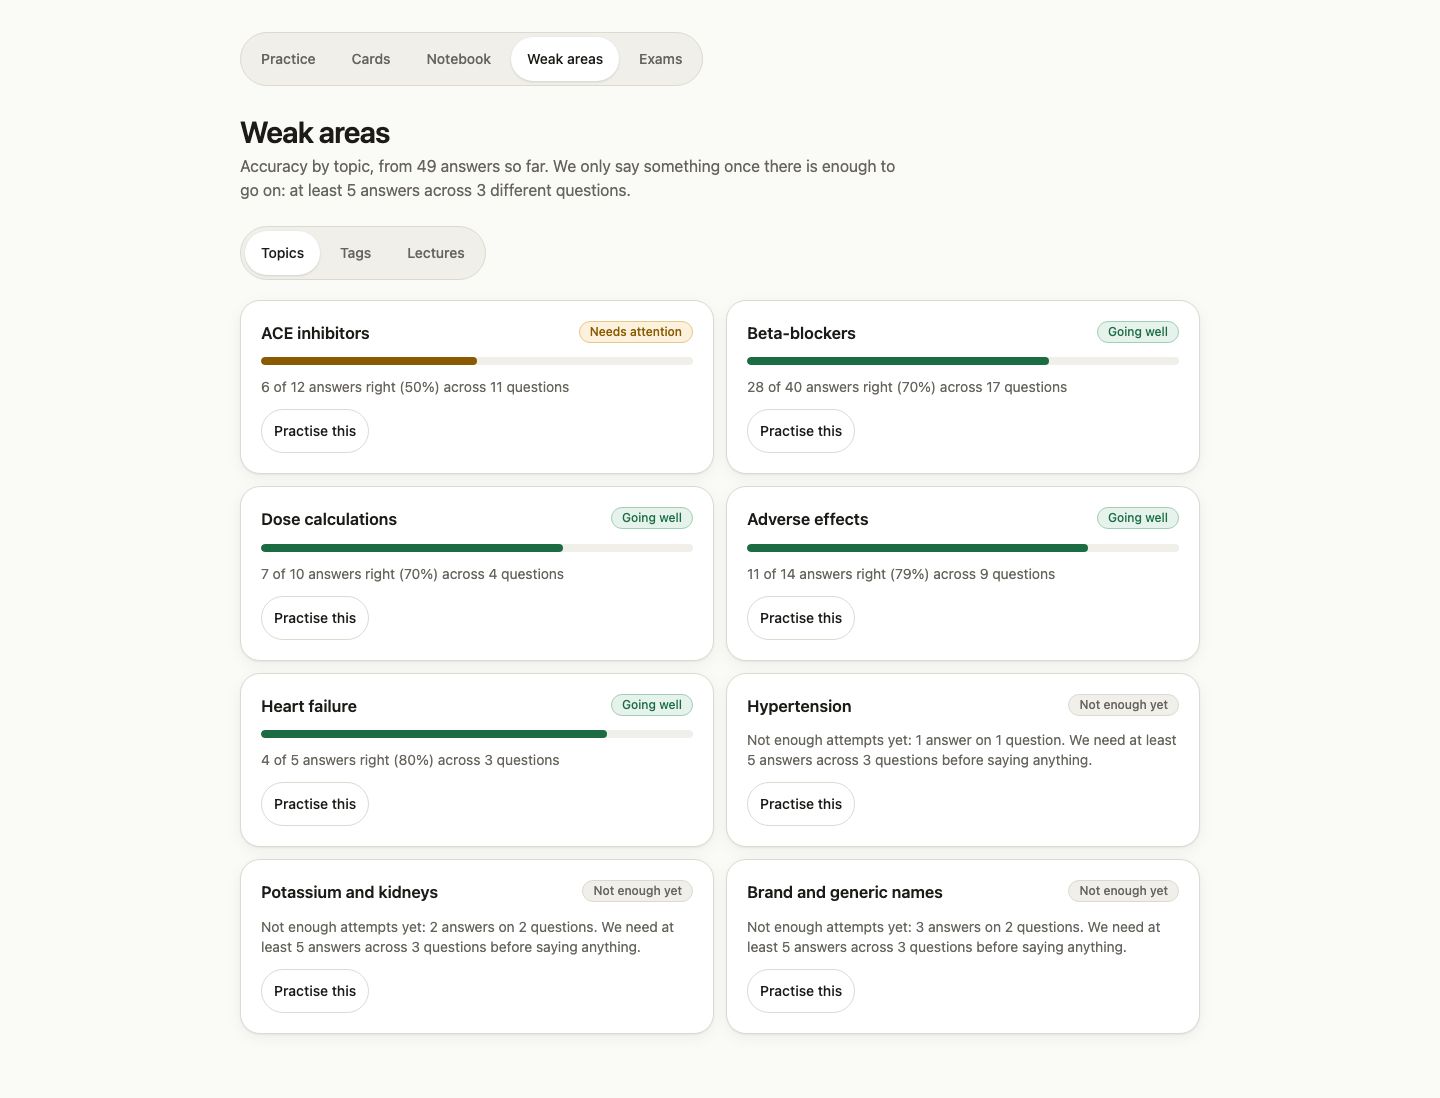 Practice
Cards
Notebook
Weak areas
Exams
Weak areas
Accuracy by topic, from 49 answers so far. We only say something once there is enough to
go on: at least 5 answers across 3 different questions.
Topics
Tags
Lectures
ACE inhibitors
Needs attention
6 of 12 answers right (50%) across 11 questions
Practise this
Beta-blockers
Going well
28 of 40 answers right (70%) across 17 questions
Practise this
Dose calculations
Going well
7 of 10 answers right (70%) across 4 questions
Practise this
Adverse effects
Going well
11 of 14 answers right (79%) across 9 questions
Practise this
Heart failure
Going well
4 of 5 answers right (80%) across 3 questions
Practise this
Hypertension
Not enough yet
Not enough attempts yet: 1 answer on 1 question. We need at least
5 answers across 3 questions before saying anything.
Practise this
Potassium and kidneys
Not enough yet
Not enough attempts yet: 2 answers on 2 questions. We need at
least 5 answers across 3 questions before saying anything.
Practise this
Brand and generic names
Not enough yet
Not enough attempts yet: 3 answers on 2 questions. We need at
least 5 answers across 3 questions before saying anything.
Practise this